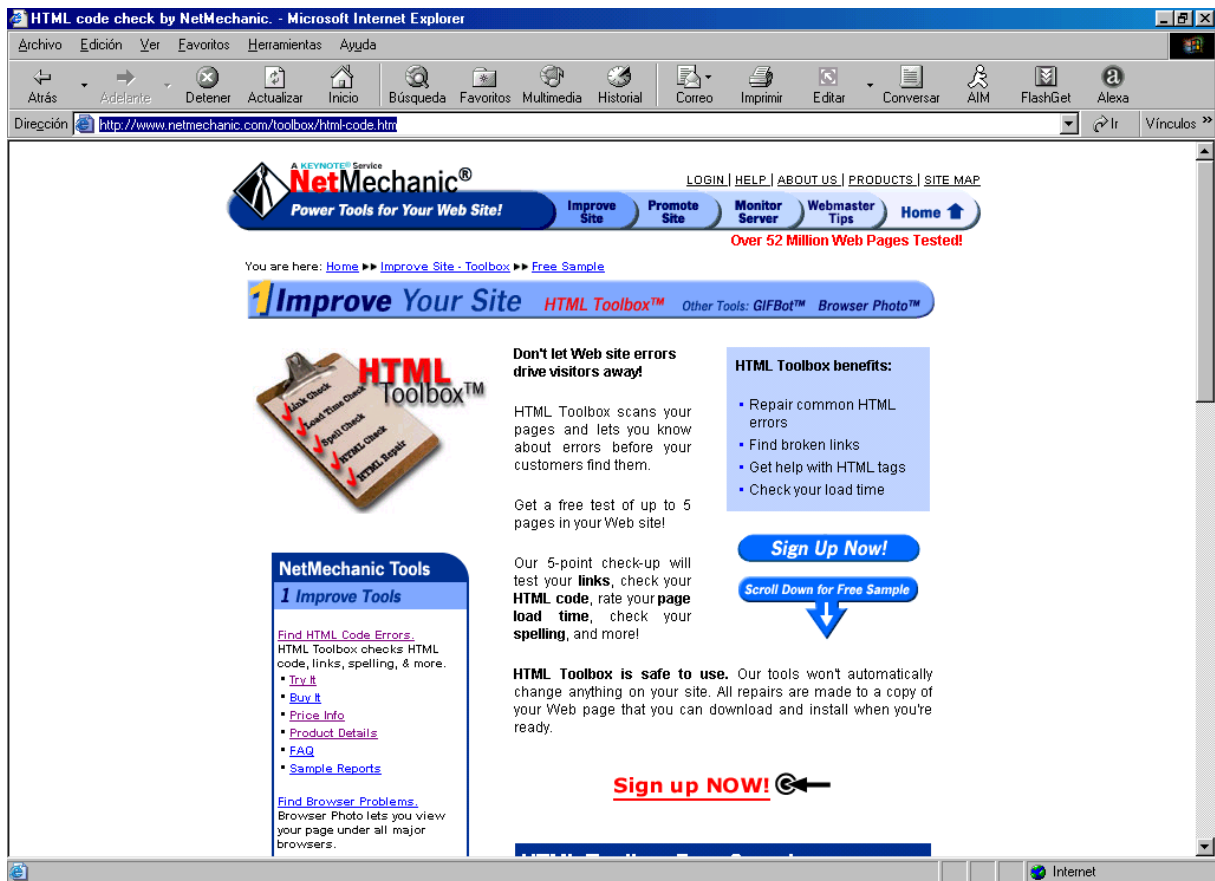 HTML code check by NetMechanic. - Microsoft Internet Explorer
Archivo Edición Ver Favoritos Herramientas Ayuda
Atrás Adelante Detener Actualizar Inicio Búsqueda Favoritos Multimedia Historial Correo Imprimir Editar Conversar AIM FlashGet Alexa
Dirección http://www.netmechanic.com/toolbox/html-code.htm Ir Vínculos »
A KEYNOTE® Service
NetMechanic®
LOGIN | HELP | ABOUT US | PRODUCTS | SITE MAP
Power Tools for Your Web Site!
Improve Site Promote Site Monitor Server Webmaster Tips Home
Over 52 Million Web Pages Tested!
You are here: Home ▸▸ Improve Site - Toolbox ▸▸ Free Sample
1 Improve Your Site HTML Toolbox™ Other Tools: GIFBot™ Browser Photo™
HTML
Toolbox™
Link Check
Load Time Check
Spell Check
HTML Check
HTML Repair
Don't let Web site errors
drive visitors away!
HTML Toolbox scans your
pages and lets you know
about errors before your
customers find them.
Get a free test of up to 5
pages in your Web site!
Our 5-point check-up will
test your links, check your
HTML code, rate your page
load time, check your
spelling, and more!
HTML Toolbox benefits:
• Repair common HTML
errors
• Find broken links
• Get help with HTML tags
• Check your load time
Sign Up Now!
Scroll Down for Free Sample
HTML Toolbox is safe to use. Our tools won't automatically
change anything on your site. All repairs are made to a copy of
your Web page that you can download and install when you're
ready.
Sign up NOW!
NetMechanic Tools
1 Improve Tools
Find HTML Code Errors.
HTML Toolbox checks HTML
code, links, spelling, & more.
• Try It
• Buy It
• Price Info
• Product Details
• FAQ
• Sample Reports
Find Browser Problems.
Browser Photo lets you view
your page under all major
browsers.
Internet